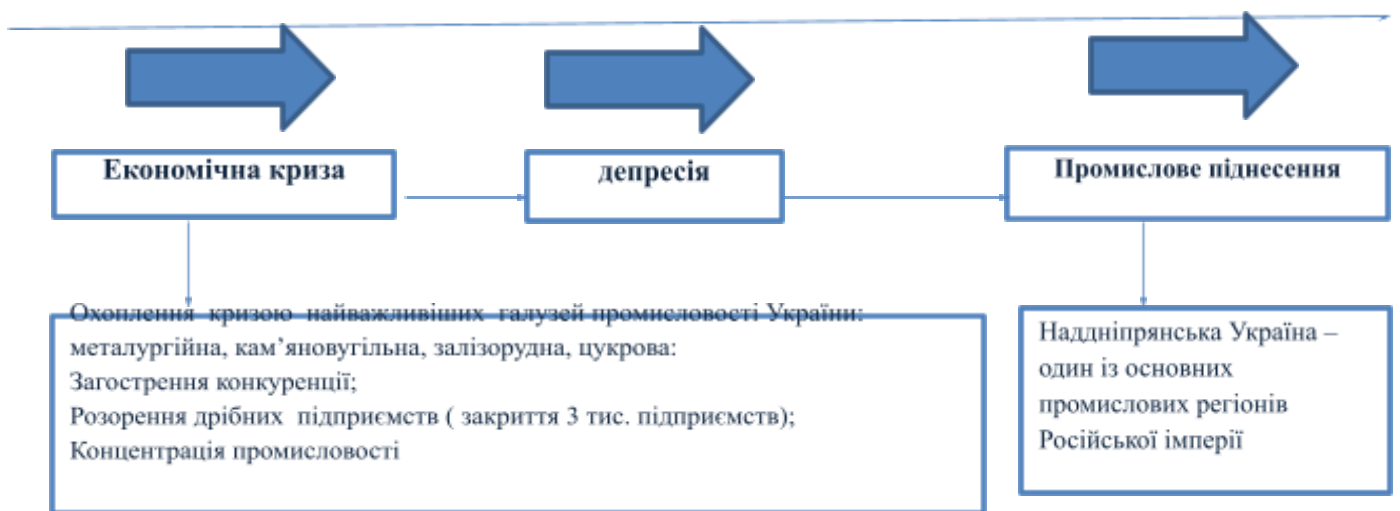 Економічна криза
депресія
Промислове піднесення
Охоплення кризою найважливіших галузей промисловості України:
металургійна, кам’яновугільна, залізорудна, цукрова:
Загострення конкуренції;
Розорення дрібних підприємств ( закриття 3 тис. підприємств);
Концентрація промисловості
Наддніпрянська Україна –
один із основних
промислових регіонів
Російської імперії